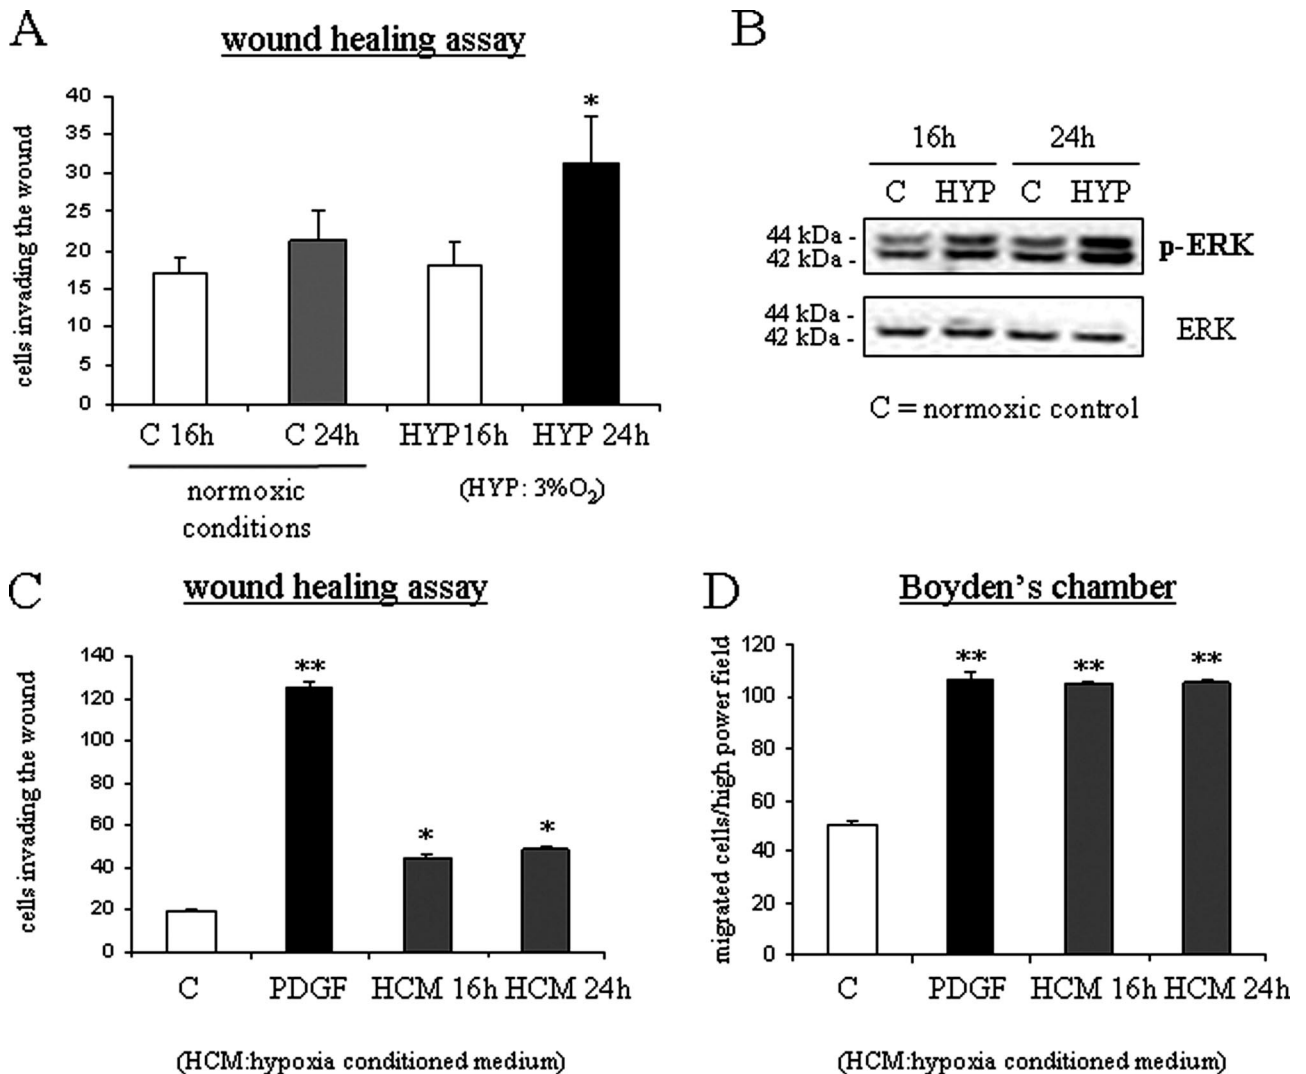 A
wound healing assay
cells invading the wound
40
35
30
25
20
15
10
5
0
*
C 16h C 24h HYP16h HYP 24h
normoxic
conditions
(HYP: 3%O2)
B
16h 24h
C HYP C HYP
44 kDa -
42 kDa -
p-ERK
44 kDa -
42 kDa -
ERK
C = normoxic control
C
wound healing assay
cells invading the wound
140
120
100
80
60
40
20
0
** * *
C PDGF HCM 16h HCM 24h
(HCM:hypoxia conditioned medium)
D
Boyden's chamber
migrated cells/high power field
120
100
80
60
40
20
0
** ** **
C PDGF HCM 16h HCM 24h
(HCM:hypoxia conditioned medium)